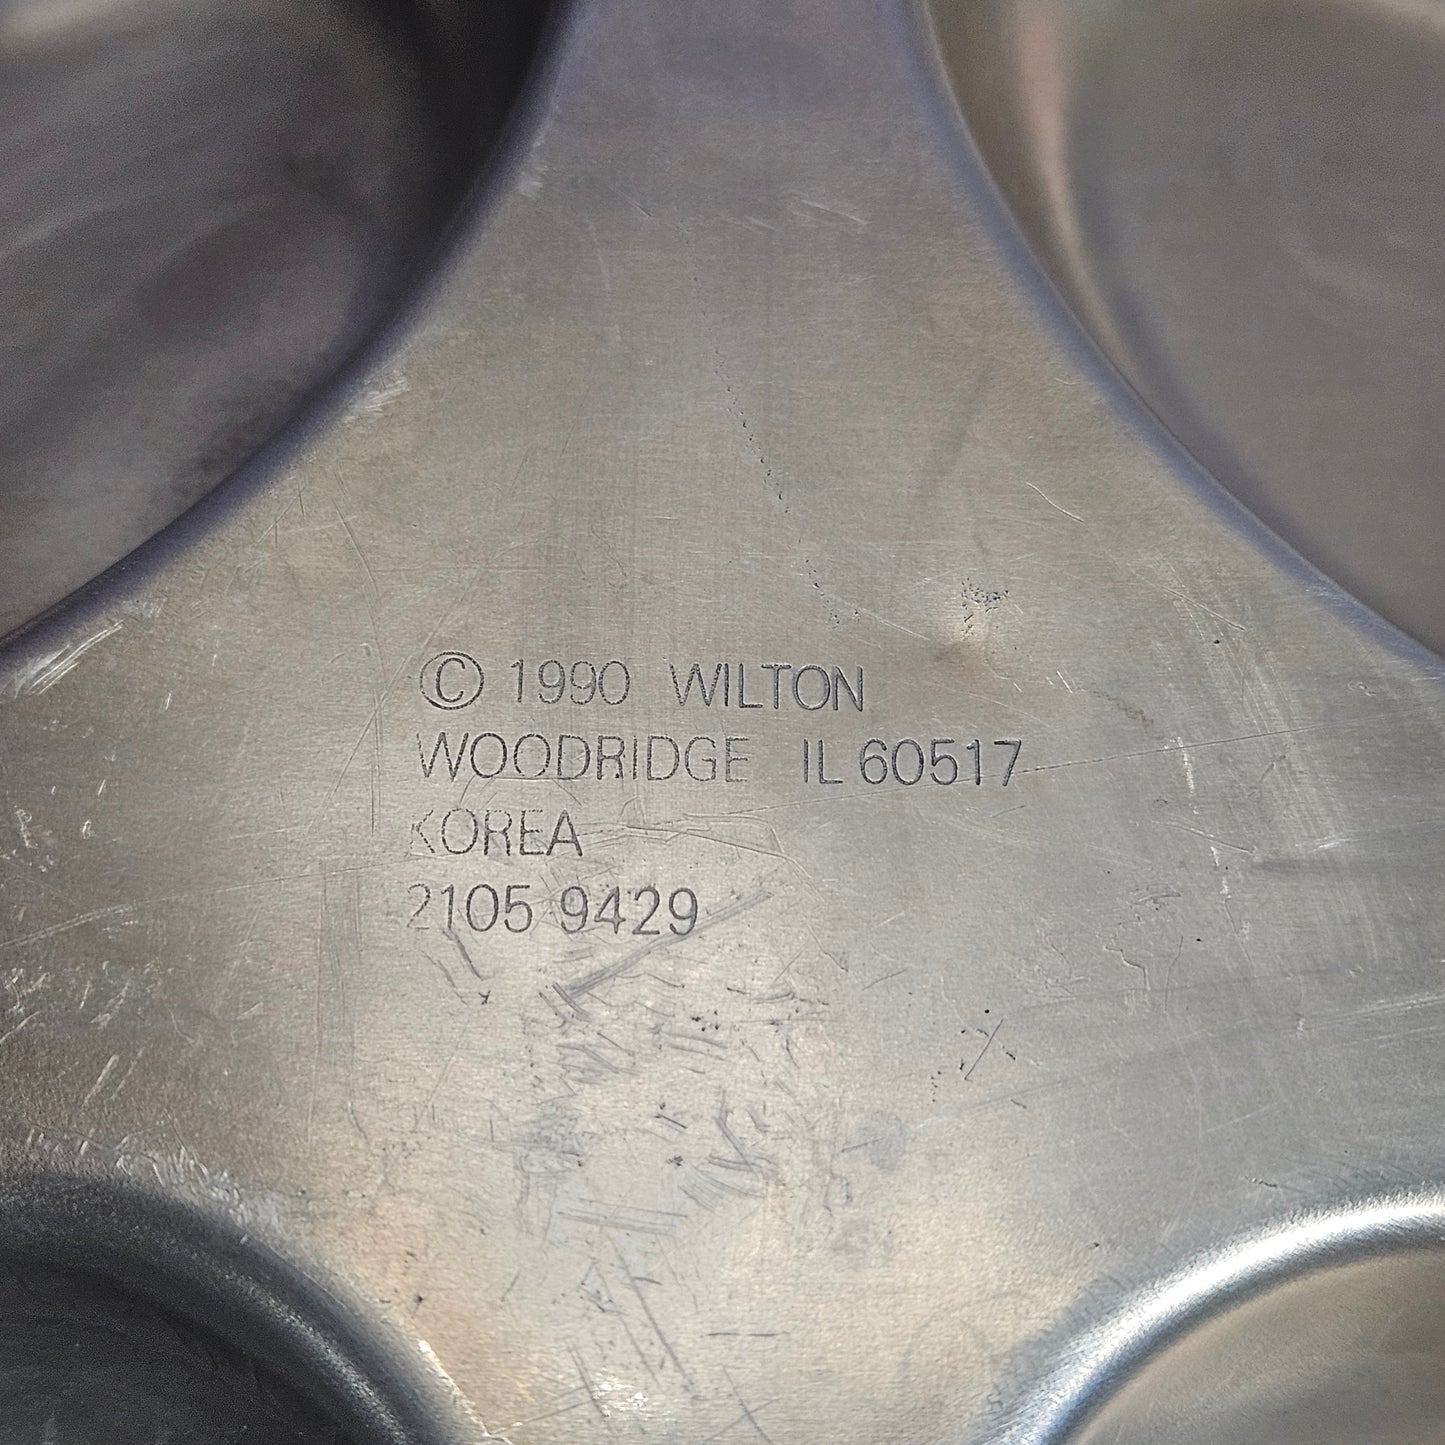 © 1990 WILTON
WOODRIDGE IL 60517
KOREA
2105 9429